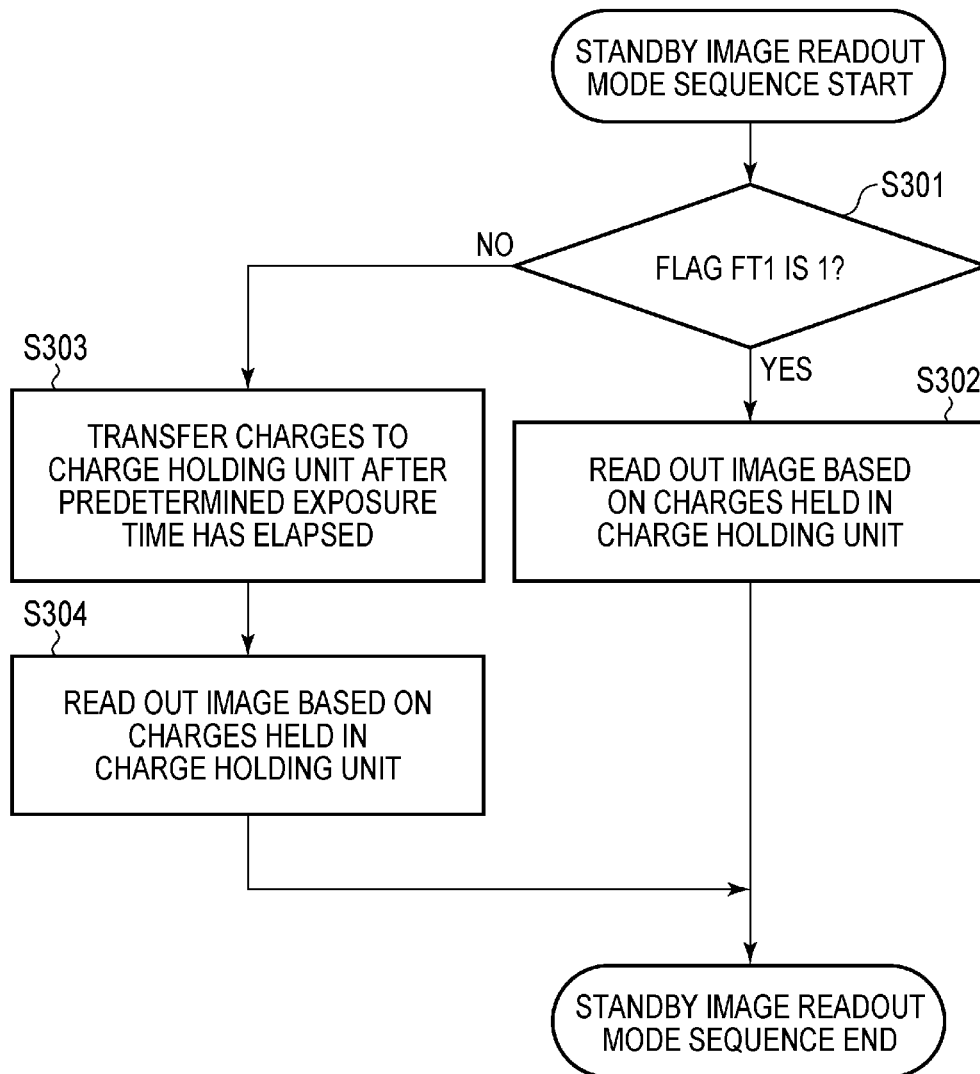 STANDBY IMAGE READOUT
MODE SEQUENCE START
S301
FLAG FT1 IS 1?
NO
YES
S303
TRANSFER CHARGES TO
CHARGE HOLDING UNIT AFTER
PREDETERMINED EXPOSURE
TIME HAS ELAPSED
S302
READ OUT IMAGE BASED
ON CHARGES HELD IN
CHARGE HOLDING UNIT
S304
READ OUT IMAGE BASED ON
CHARGES HELD IN
CHARGE HOLDING UNIT
STANDBY IMAGE READOUT
MODE SEQUENCE END